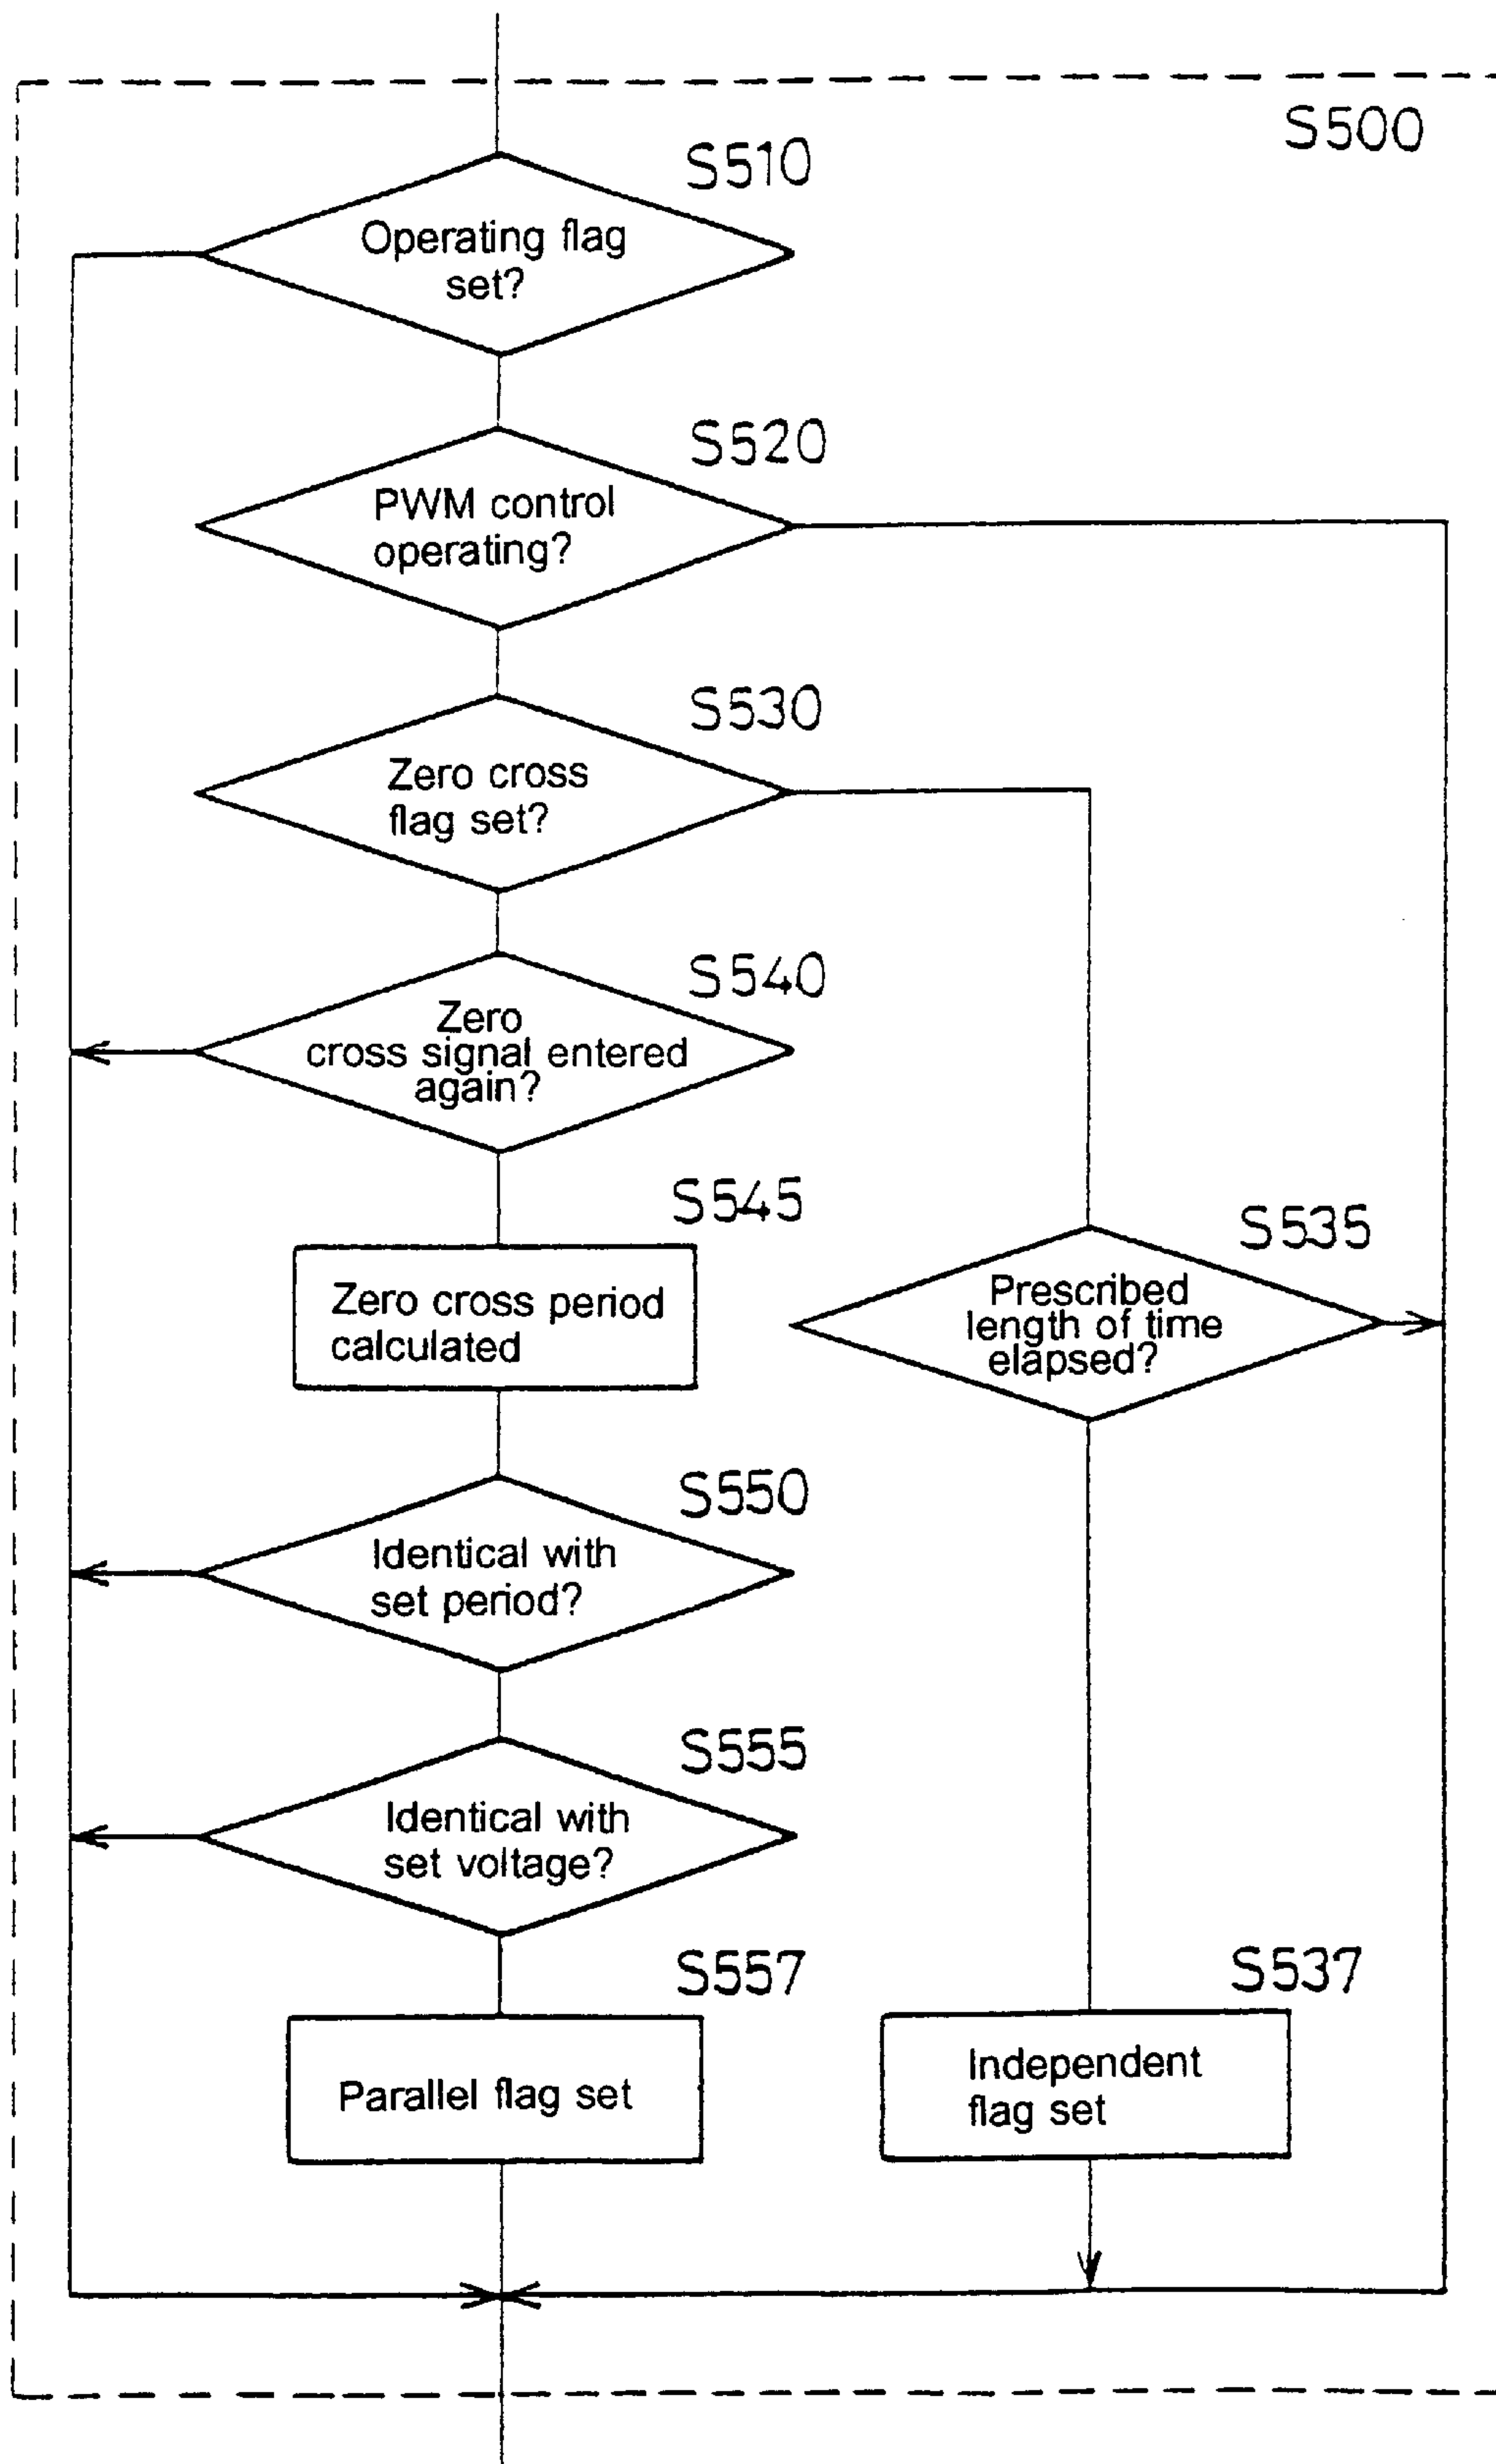 S500
S510
Operating flag
set?
S520
PWM control
operating?
S530
Zero cross
flag set?
S540
Zero
cross signal entered
again?
S545
Zero cross period
calculated
S535
Prescribed
length of time
elapsed?
S550
Identical with
set period?
S555
Identical with
set voltage?
S557
Parallel flag set
S537
Independent
flag set